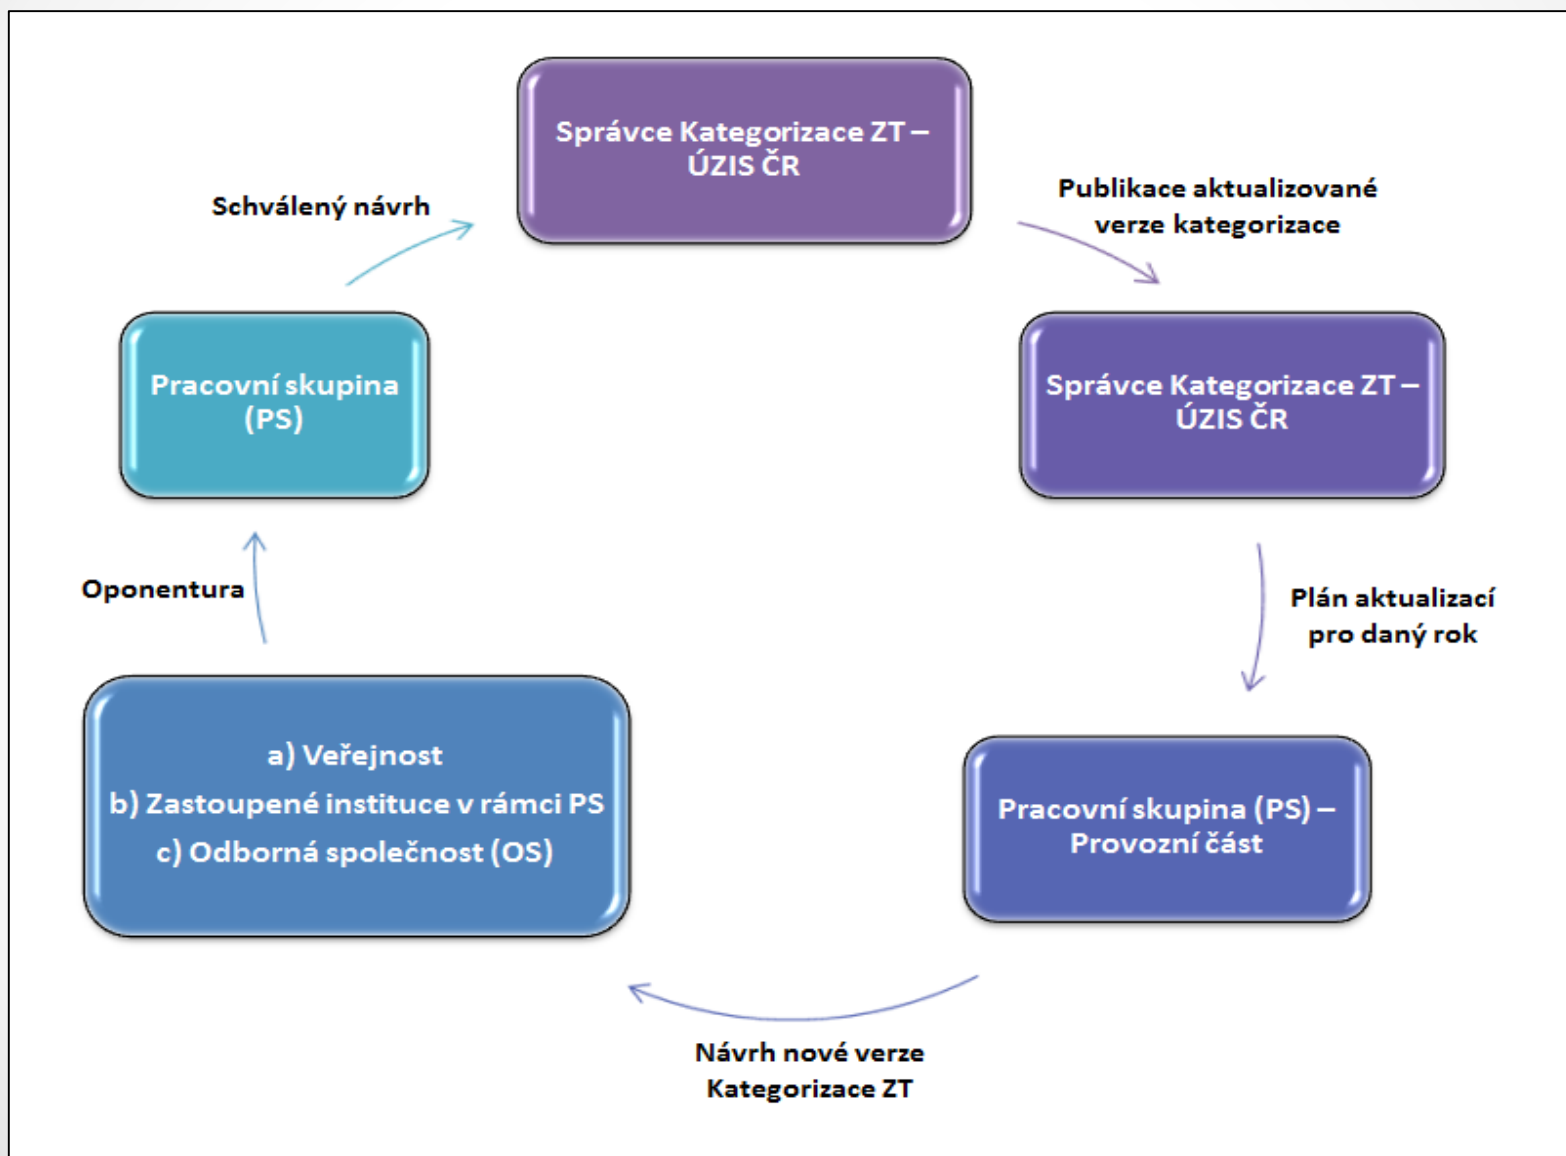 Správce Kategorizace ZT –
ÚZIS ČR
Publikace aktualizované
verze kategorizace
Schválený návrh
Správce Kategorizace ZT –
ÚZIS ČR
Pracovní skupina
(PS)
Plán aktualizací
pro daný rok
Oponentura
Pracovní skupina (PS) –
Provozní část
a) Veřejnost
b) Zastoupené instituce v rámci PS
c) Odborná společnost (OS)
Návrh nové verze
Kategorizace ZT